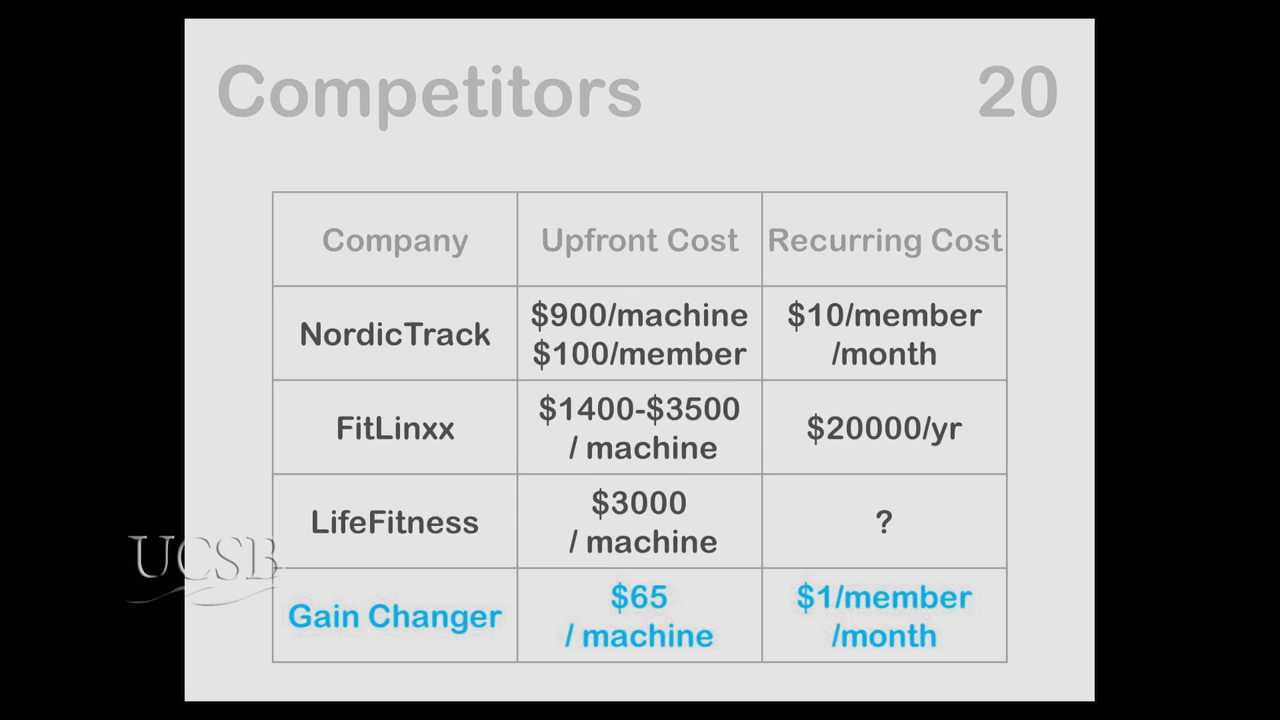 Competitors 20
Company Upfront Cost Recurring Cost
NordicTrack $900/machine $100/member $10/member /month
FitLinxx $1400-$3500 / machine $20000/yr
LifeFitness $3000 / machine ?
Gain Changer $65 / machine $1/member /month
UCSB